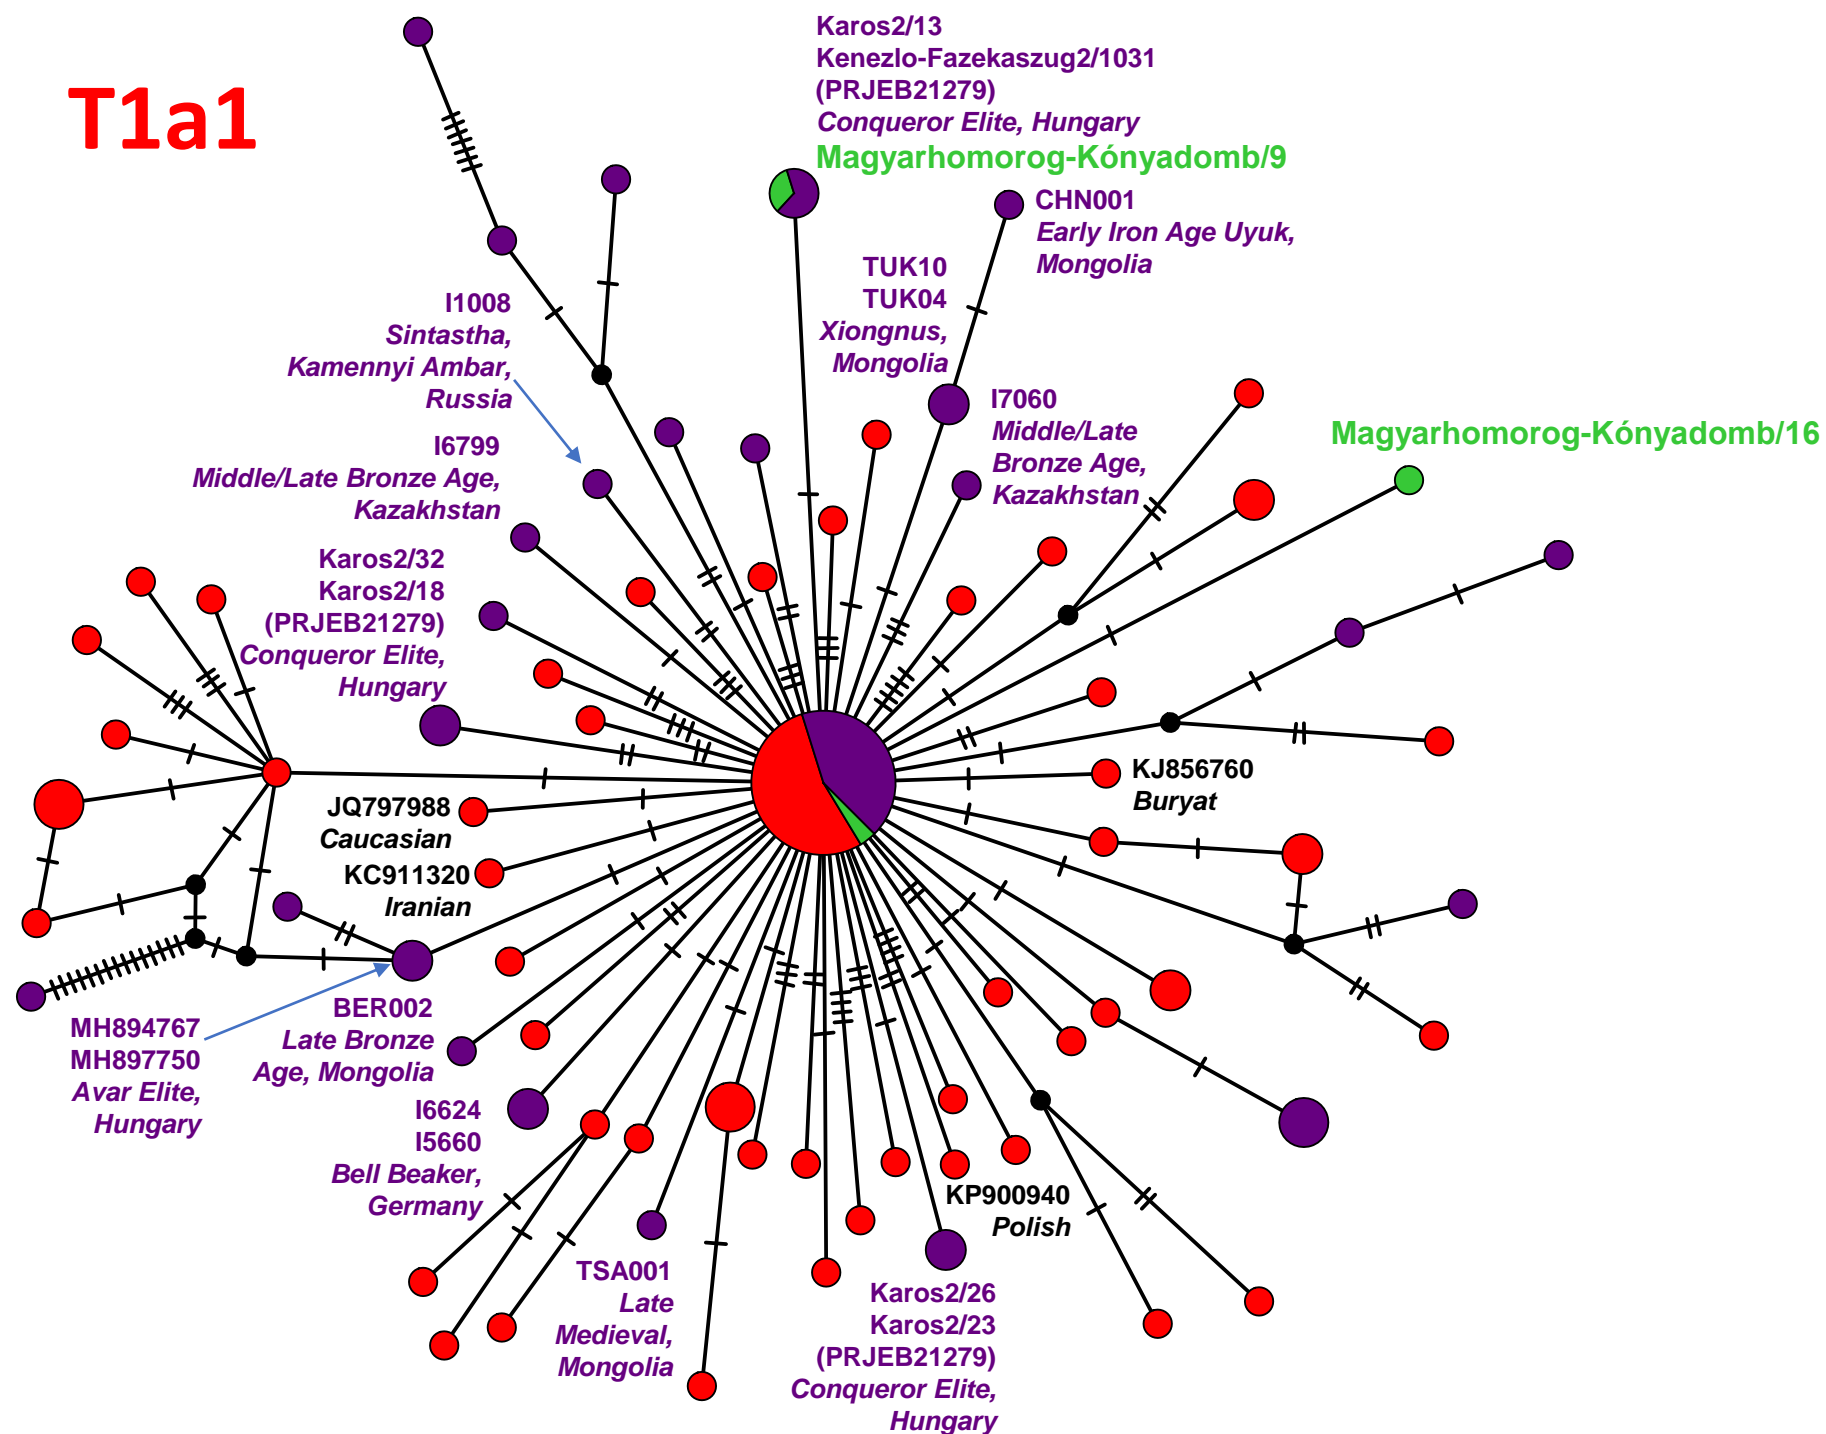 T1a1
Karos2/13
Kenezlo-Fazekaszug2/1031
(PRJEB21279)
Conqueror Elite, Hungary
Magyarhomorog-Kónyadomb/9
CHN001
Early Iron Age Uyuk,
Mongolia
TUK10
TUK04
Xiongnus,
Mongolia
I1008
Sintastha,
Kamennyi Ambar,
Russia
I7060
Middle/Late
Bronze Age,
Kazakhstan
Magyarhomorog-Kónyadomb/16
I6799
Middle/Late Bronze Age,
Kazakhstan
Karos2/32
Karos2/18
(PRJEB21279)
Conqueror Elite,
Hungary
KJ856760
Buryat
JQ797988
Caucasian
KC911320
Iranian
MH894767
MH897750
Avar Elite,
Hungary
BER002
Late Bronze
Age, Mongolia
I6624
I5660
Bell Beaker,
Germany
KP900940
Polish
TSA001
Late
Medieval,
Mongolia
Karos2/26
Karos2/23
(PRJEB21279)
Conqueror Elite,
Hungary